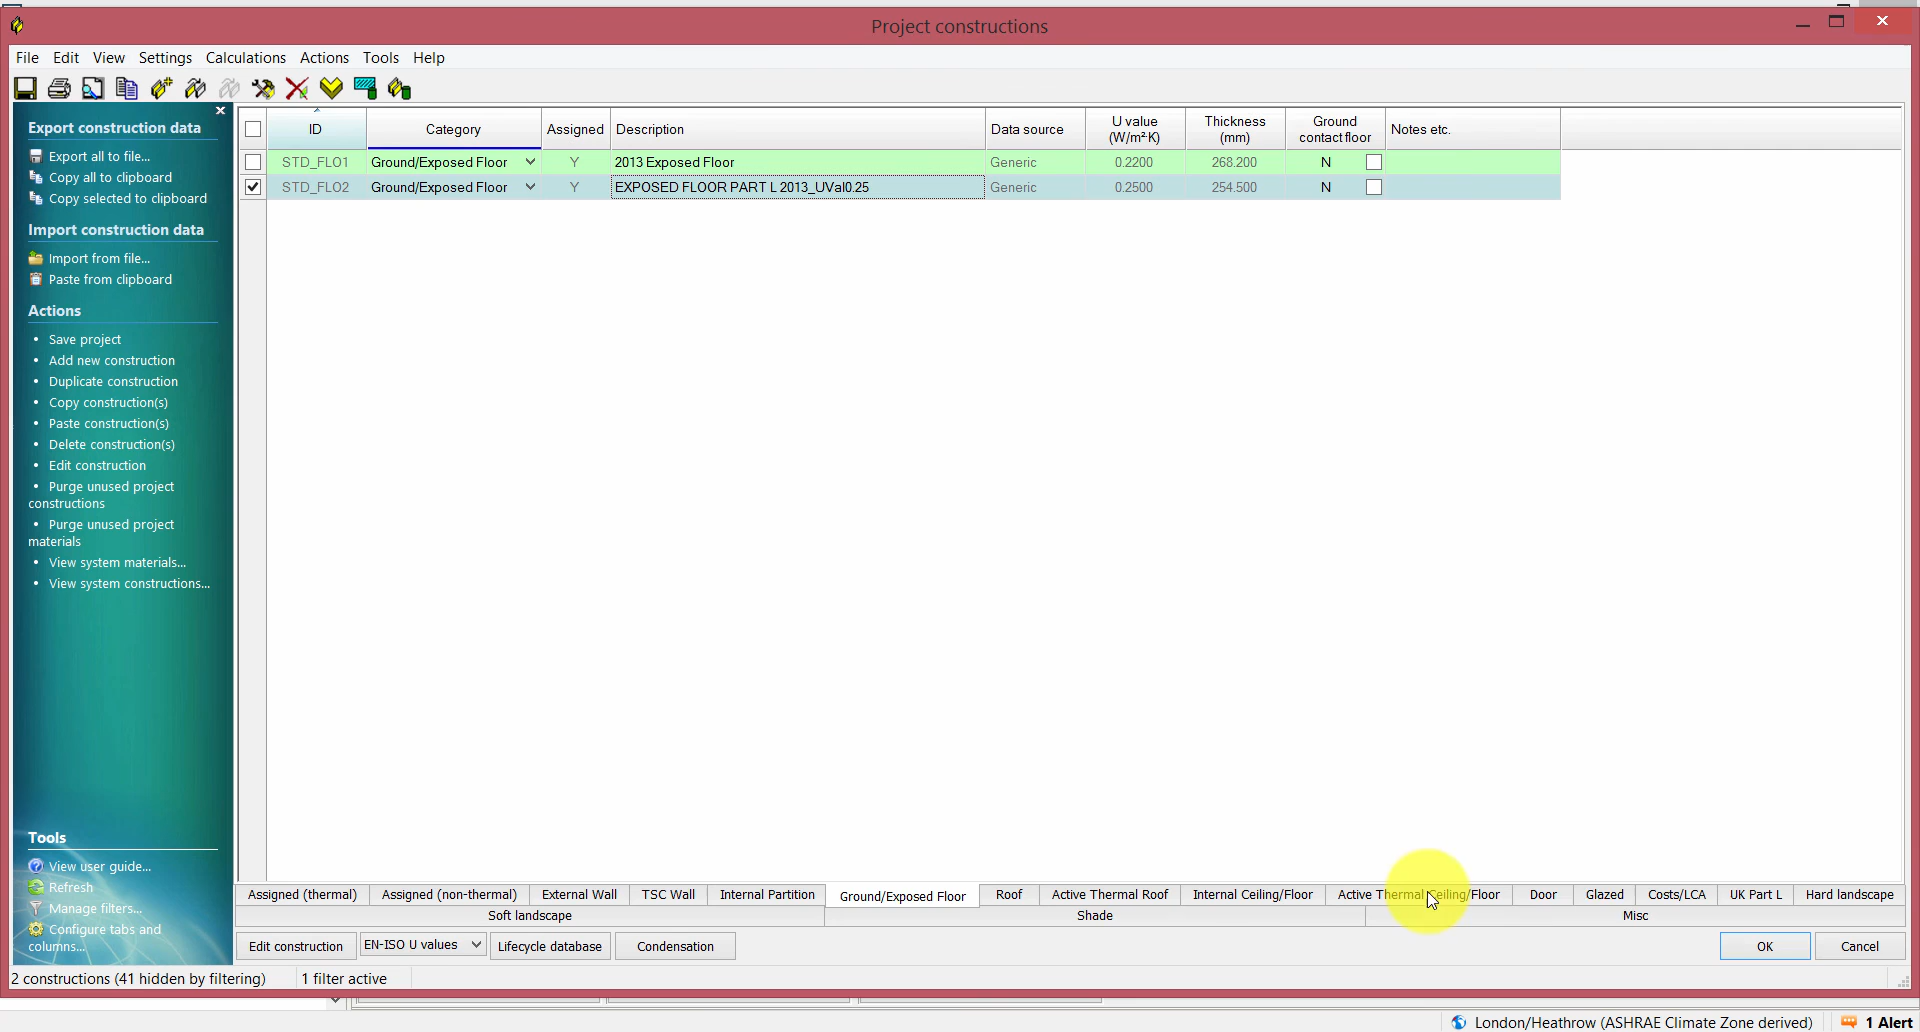 Project constructions
File Edit View Settings Calculations Actions Tools Help
Export construction data
Export all to file...
Copy all to clipboard
Copy selected to clipboard
Import construction data
Import from file...
Paste from clipboard
Actions
• Save project
• Add new construction
• Duplicate construction
• Copy construction(s)
• Paste construction(s)
• Delete construction(s)
• Edit construction
• Purge unused project
constructions
• Purge unused project
materials
• View system materials...
• View system constructions...
Tools
View user guide...
Refresh
Manage filters...
Configure tabs and
columns...
ID Category Assigned Description Data source U value (W/m²·K) Thickness (mm) Ground contact floor Notes etc.
STD_FLO1 Ground/Exposed Floor Y 2013 Exposed Floor Generic 0.2200 268.200 N
STD_FLO2 Ground/Exposed Floor Y EXPOSED FLOOR PART L 2013_UVal0.25 Generic 0.2500 254.500 N
Assigned (thermal) Assigned (non-thermal) External Wall TSC Wall Internal Partition Ground/Exposed Floor Roof Active Thermal Roof Internal Ceiling/Floor Active Thermal Ceiling/Floor Door Glazed Costs/LCA UK Part L Hard landscape
Soft landscape Shade Misc
Edit construction EN-ISO U values Lifecycle database Condensation OK Cancel
2 constructions (41 hidden by filtering) 1 filter active
London/Heathrow (ASHRAE Climate Zone derived) 1 Alert